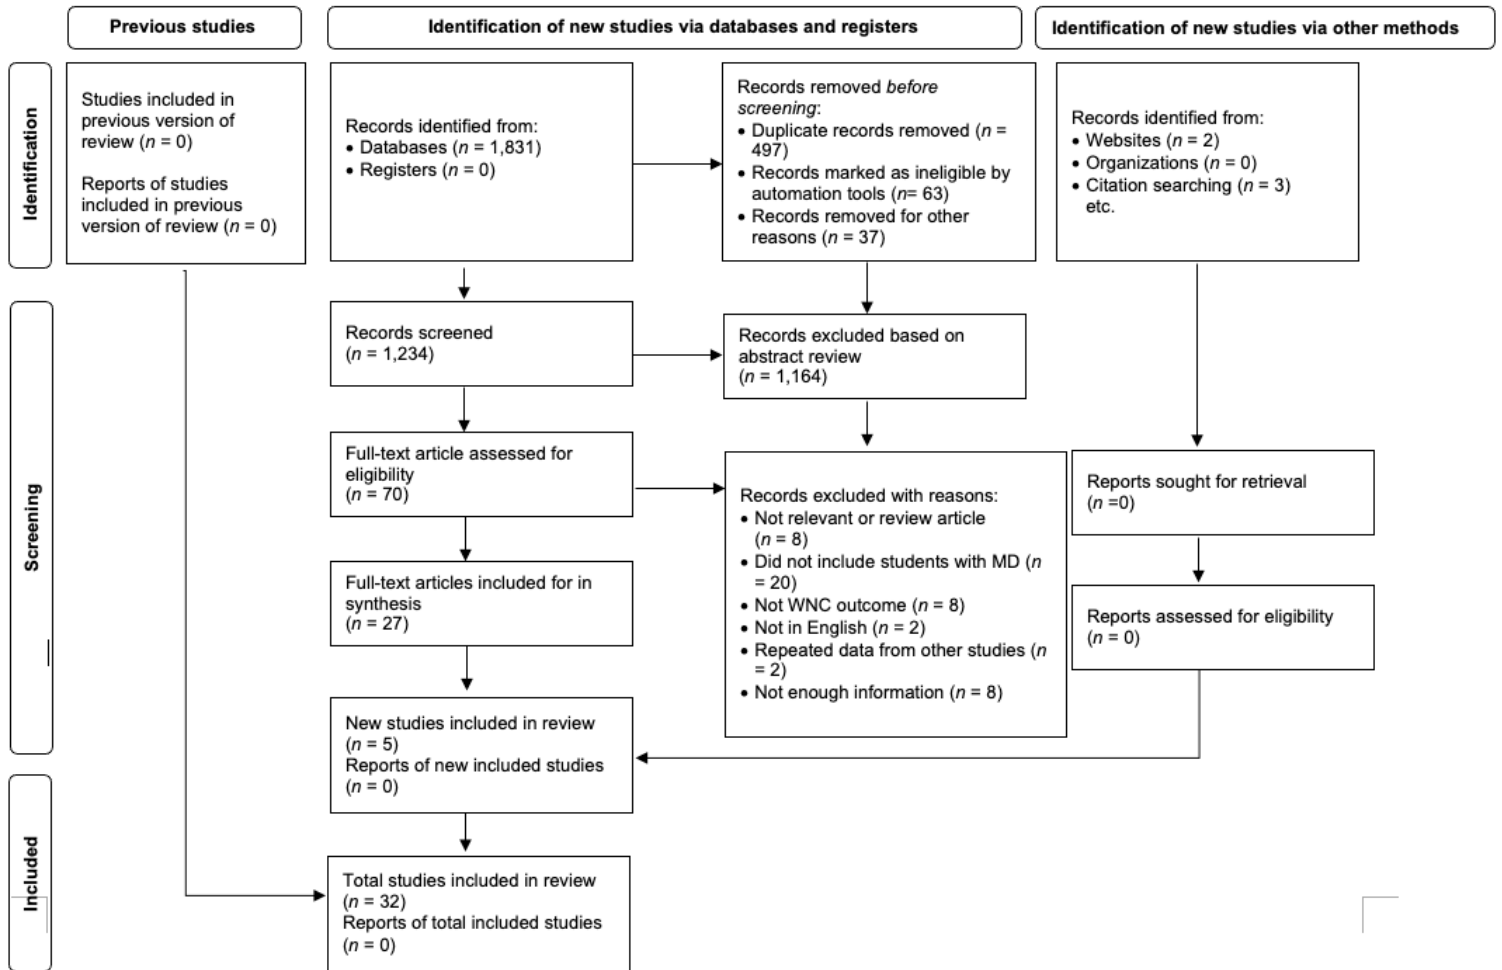 Previous studies
Identification of new studies via databases and registers
Identification of new studies via other methods
Identification
Studies included in
previous version of
review (n = 0)
Reports of studies
included in previous
version of review (n = 0)
Records identified from:
• Databases (n = 1,831)
• Registers (n = 0)
Records removed before
screening:
• Duplicate records removed (n =
497)
• Records marked as ineligible by
automation tools (n= 63)
• Records removed for other
reasons (n = 37)
Records identified from:
• Websites (n = 2)
• Organizations (n = 0)
• Citation searching (n = 3)
etc.
Screening
Records screened
(n = 1,234)
Records excluded based on
abstract review
(n = 1,164)
Full-text article assessed for
eligibility
(n = 70)
Records excluded with reasons:
• Not relevant or review article
(n = 8)
• Did not include students with MD (n
= 20)
• Not WNC outcome (n = 8)
• Not in English (n = 2)
• Repeated data from other studies (n
= 2)
• Not enough information (n = 8)
Reports sought for retrieval
(n =0)
Full-text articles included for in
synthesis
(n = 27)
Reports assessed for eligibility
(n = 0)
New studies included in review
(n = 5)
Reports of new included studies
(n = 0)
Included
Total studies included in review
(n = 32)
Reports of total included studies
(n = 0)